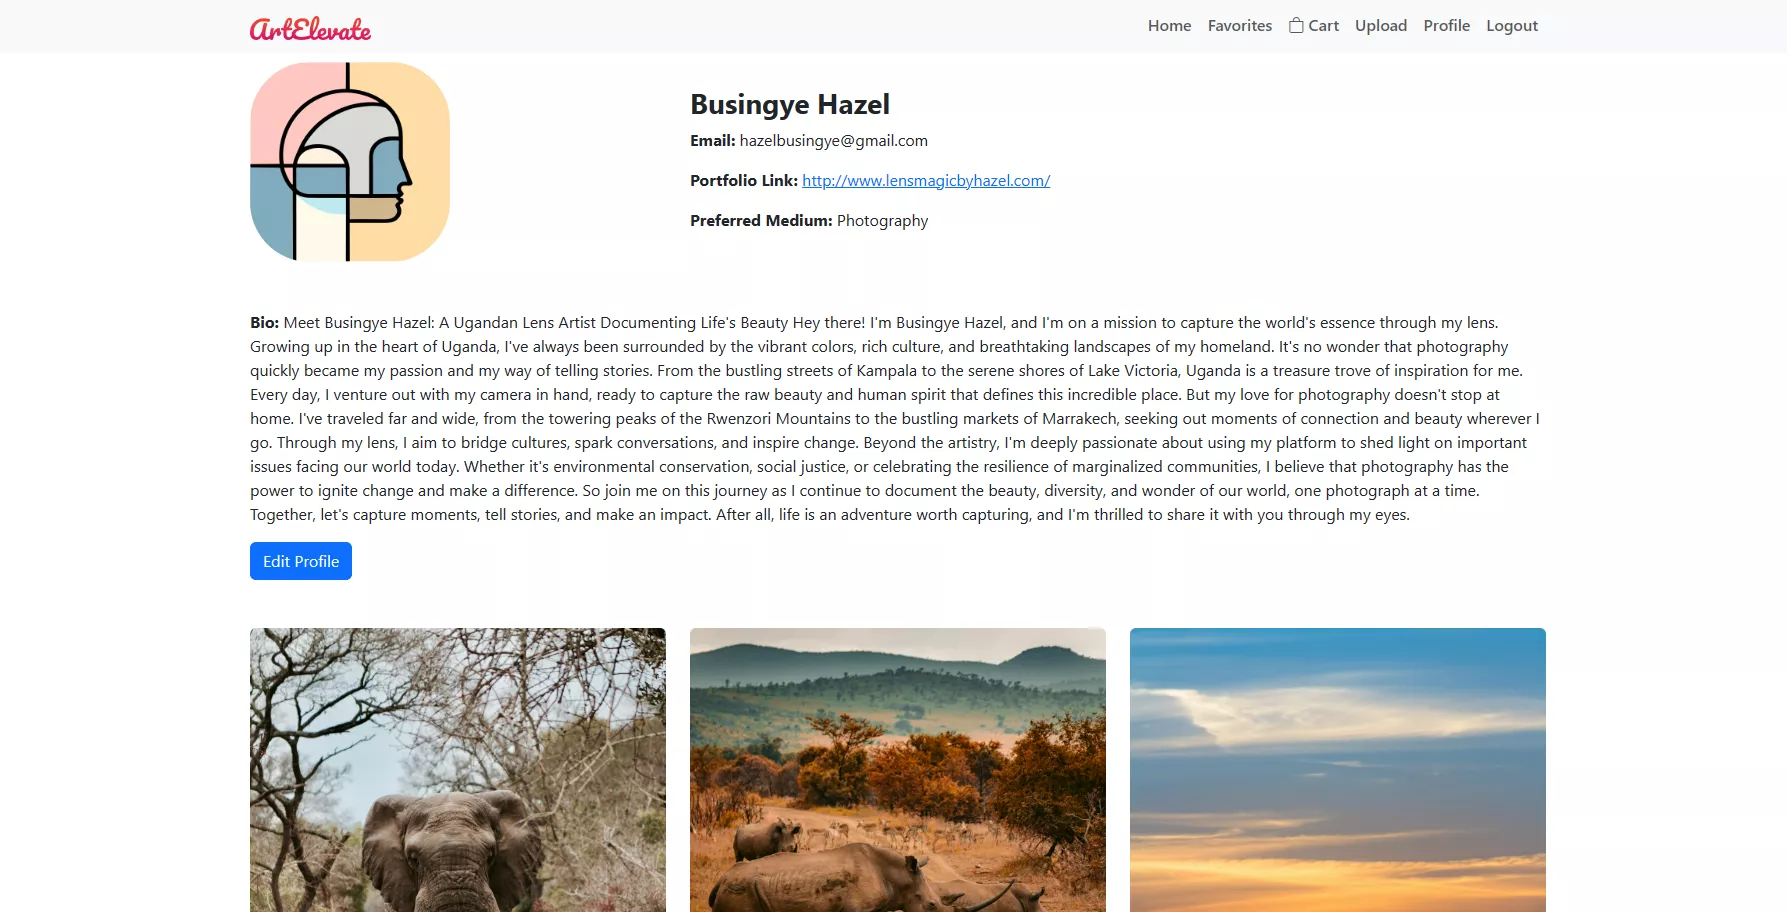 ArtElevate
Home Favorites Cart Upload Profile Logout
Busingye Hazel
Email: hazelbusingye@gmail.com
Portfolio Link: http://www.lensmagicbyhazel.com/
Preferred Medium: Photography
Bio: Meet Busingye Hazel: A Ugandan Lens Artist Documenting Life's Beauty Hey there! I'm Busingye Hazel, and I'm on a mission to capture the world's essence through my lens.
Growing up in the heart of Uganda, I've always been surrounded by the vibrant colors, rich culture, and breathtaking landscapes of my homeland. It's no wonder that photography
quickly became my passion and my way of telling stories. From the bustling streets of Kampala to the serene shores of Lake Victoria, Uganda is a treasure trove of inspiration for me.
Every day, I venture out with my camera in hand, ready to capture the raw beauty and human spirit that defines this incredible place. But my love for photography doesn't stop at
home. I've traveled far and wide, from the towering peaks of the Rwenzori Mountains to the bustling markets of Marrakech, seeking out moments of connection and beauty wherever I
go. Through my lens, I aim to bridge cultures, spark conversations, and inspire change. Beyond the artistry, I'm deeply passionate about using my platform to shed light on important
issues facing our world today. Whether it's environmental conservation, social justice, or celebrating the resilience of marginalized communities, I believe that photography has the
power to ignite change and make a difference. So join me on this journey as I continue to document the beauty, diversity, and wonder of our world, one photograph at a time.
Together, let's capture moments, tell stories, and make an impact. After all, life is an adventure worth capturing, and I'm thrilled to share it with you through my eyes.
Edit Profile